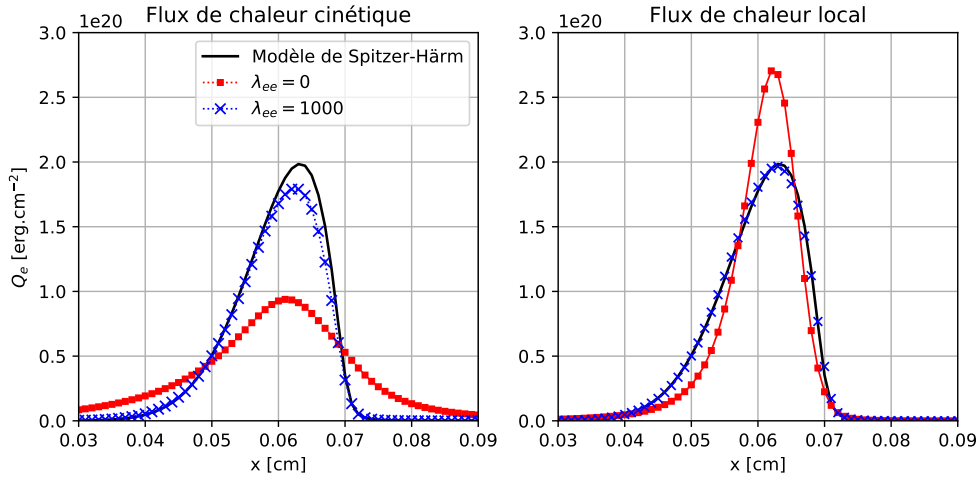 Flux de chaleur cinétique
1e20
3.0
2.5
2.0
1.5
1.0
0.5
0.0
Q_e [erg.cm⁻²]
Modèle de Spitzer-Härm
λ_ee = 0
λ_ee = 1000
0.03 0.04 0.05 0.06 0.07 0.08 0.09
x [cm]
Flux de chaleur local
1e20
3.0
2.5
2.0
1.5
1.0
0.5
0.0
0.03 0.04 0.05 0.06 0.07 0.08 0.09
x [cm]